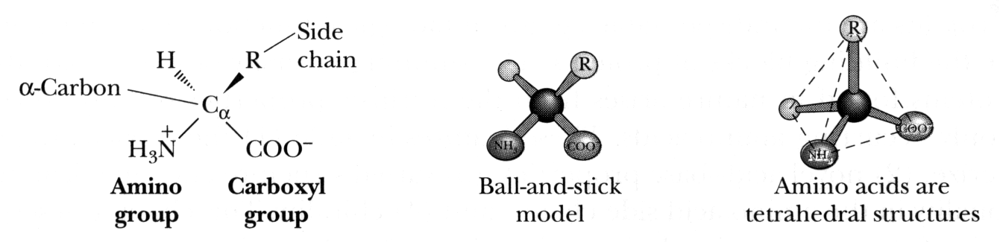 Side
chain
H
R
α-Carbon
Cα
H₃N⁺
COO⁻
Amino
group
Carboxyl
group
R
NH₃
COO⁻
Ball-and-stick
model
R
COO⁻
NH₃
Amino acids are
tetrahedral structures